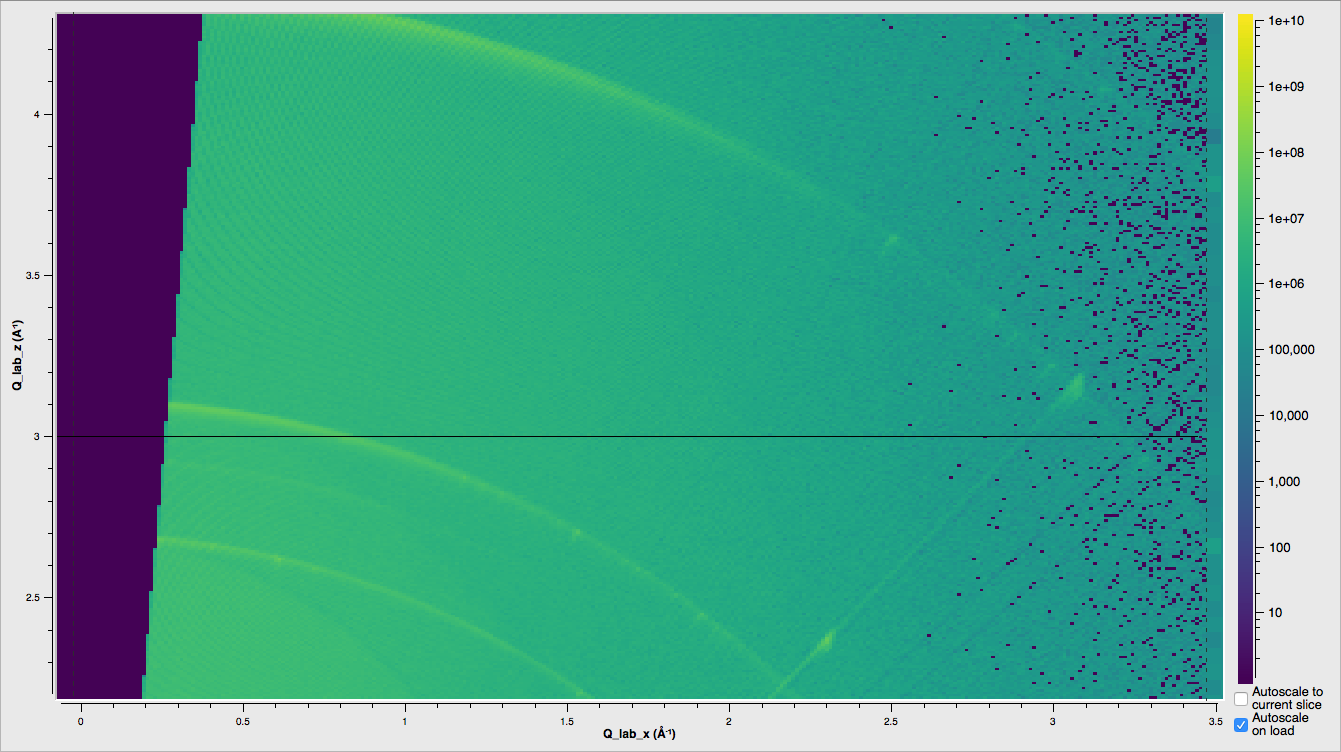 1e+10
1e+09
1e+08
1e+07
1e+06
100,000
10,000
1,000
100
10
4
3.5
3
2.5
Q_lab_z (Å⁻¹)
0
0.5
1
1.5
2
2.5
3
3.5
Q_lab_x (Å⁻¹)
Autoscale to
current slice
Autoscale
on load